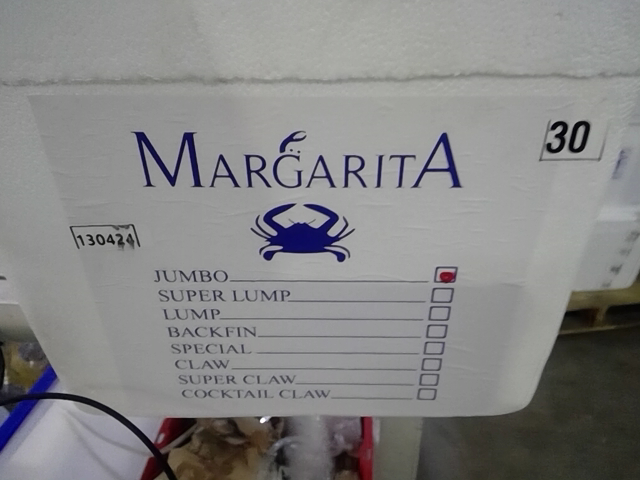 MARGARITA
30
130424
JUMBO
SUPER LUMP
LUMP
BACKFIN
SPECIAL
CLAW
SUPER CLAW
COCKTAIL CLAW